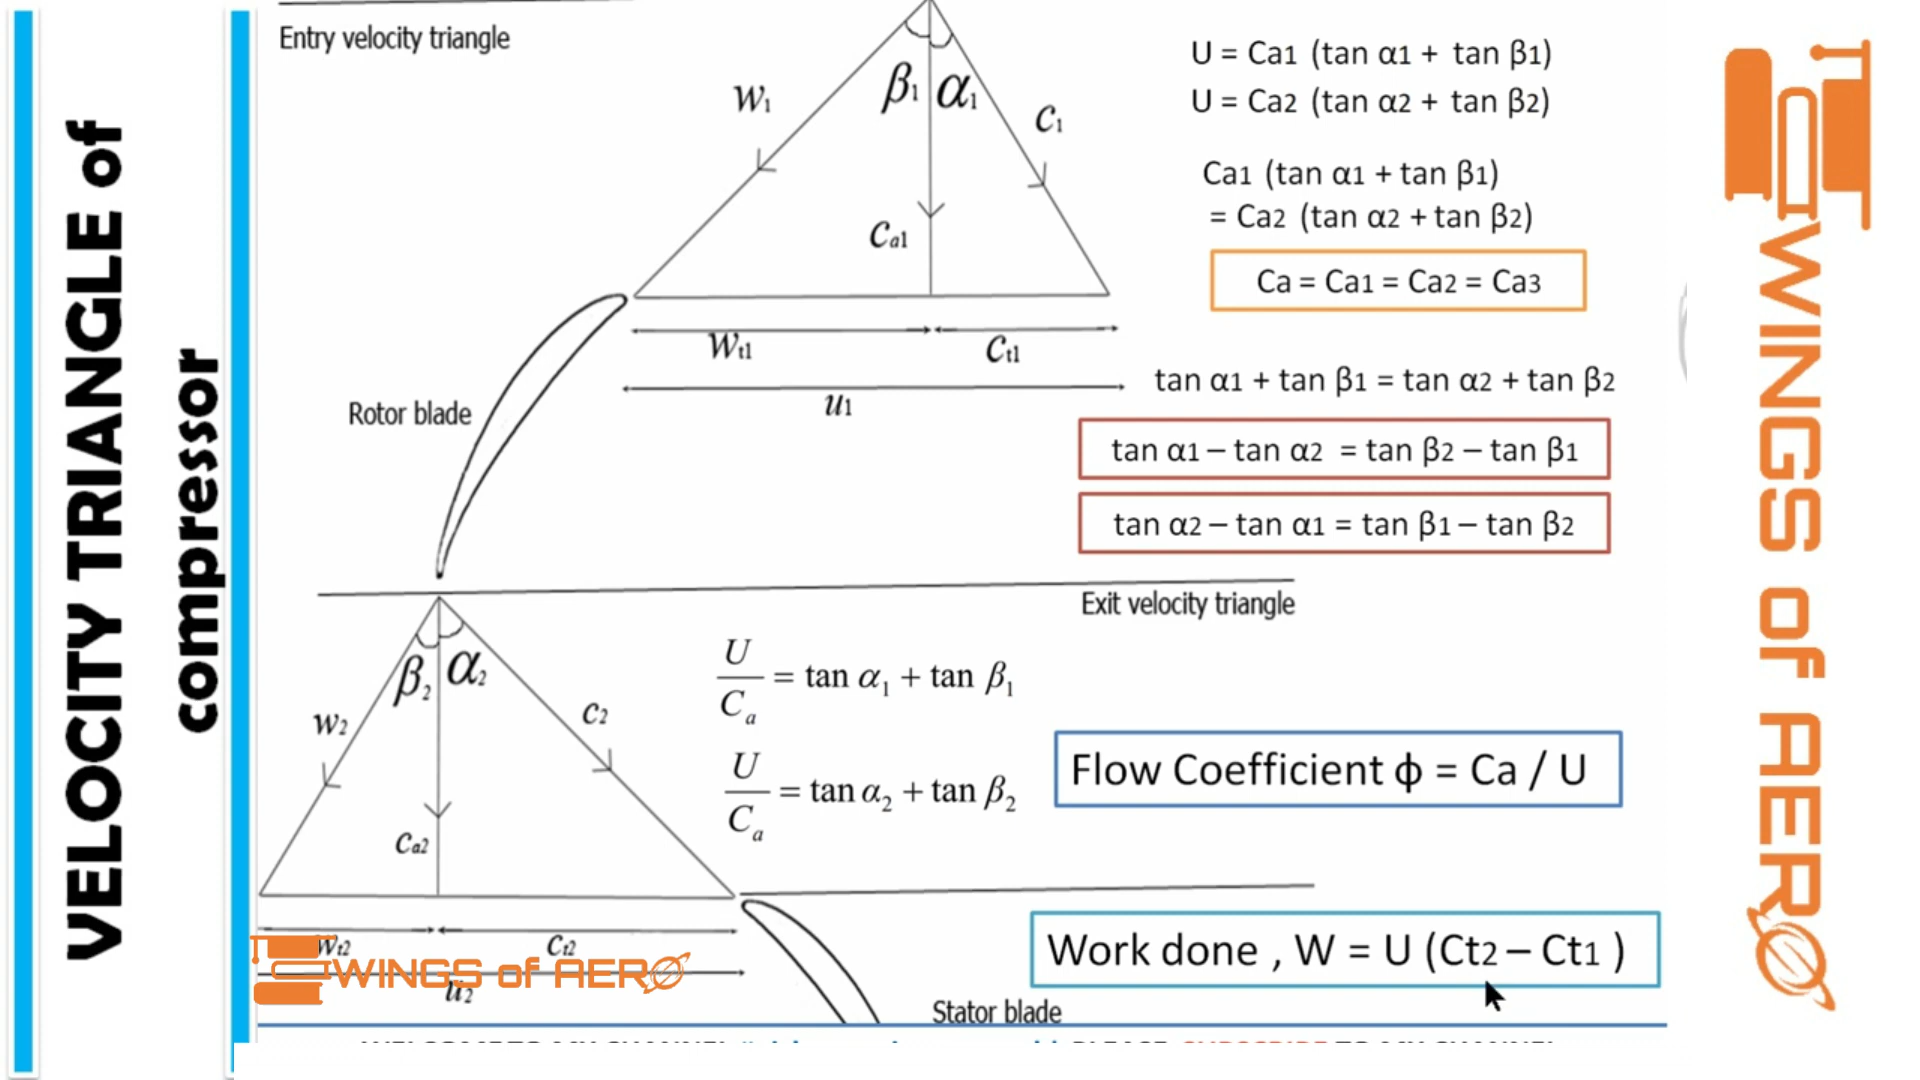 VELOCITY TRIANGLE of
compressor
Entry velocity triangle
β1 α1
w1
c1
Ca1
Wt1
Ct1
u1
Rotor blade
U = Ca1 (tan α1 + tan β1)
U = Ca2 (tan α2 + tan β2)
Ca1 (tan α1 + tan β1)
= Ca2 (tan α2 + tan β2)
Ca = Ca1 = Ca2 = Ca3
tan α1 + tan β1 = tan α2 + tan β2
tan α1 – tan α2 = tan β2 – tan β1
tan α2 – tan α1 = tan β1 – tan β2
Exit velocity triangle
β2 α2
w2
c2
Ca2
Wt2
Ct2
u2
U / Ca = tan α1 + tan β1
U / Ca = tan α2 + tan β2
Flow Coefficient ϕ = Ca / U
Work done , W = U (Ct2 – Ct1 )
Stator blade
WINGS of AERO
WINGS of AERO